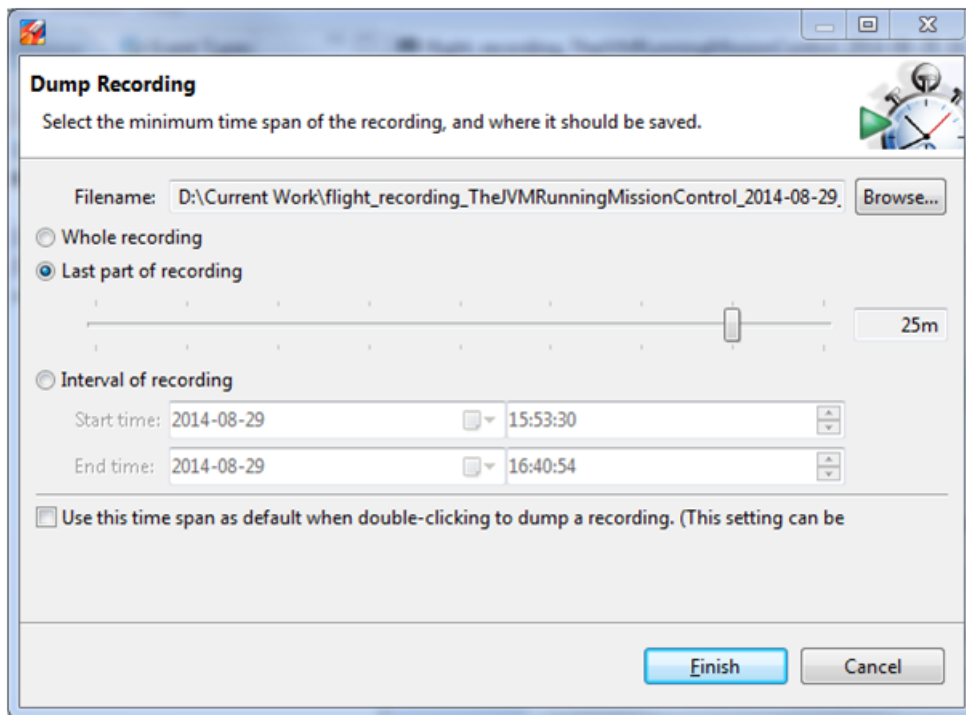 Dump Recording
Select the minimum time span of the recording, and where it should be saved.
Filename: D:\Current Work\flight_recording_TheJVMRunningMissionControl_2014-08-29_ Browse...
Whole recording
Last part of recording
25m
Interval of recording
Start time: 2014-08-29 15:53:30
End time: 2014-08-29 16:40:54
Use this time span as default when double-clicking to dump a recording. (This setting can be
Finish Cancel